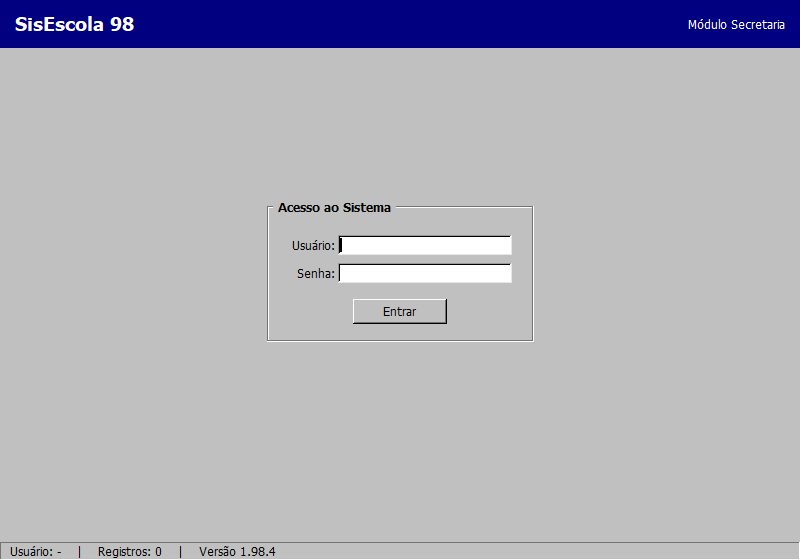 SisEscola 98
Módulo Secretaria
Acesso ao Sistema
Usuário:
Senha:
Entrar
Usuário: - | Registros: 0 | Versão 1.98.4